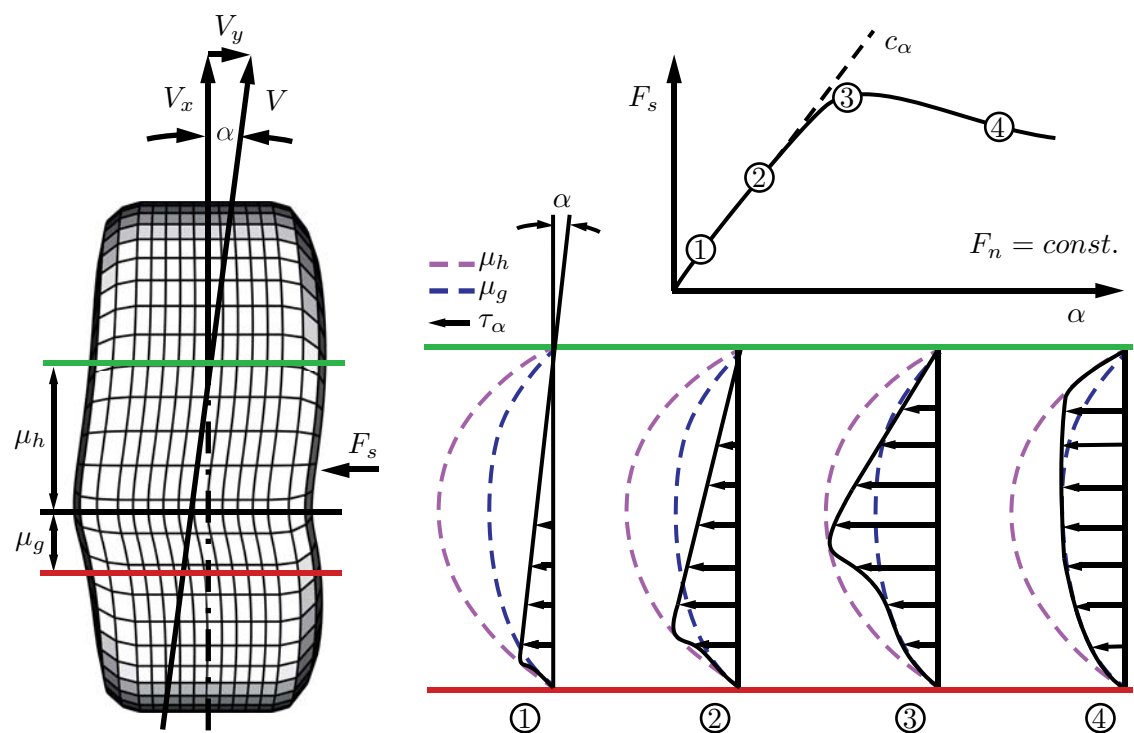 V_y
V_x
V
α
μ_h
μ_g
F_s
F_s
c_α
①
②
③
④
F_n = const.
α
α
μ_h
μ_g
τ_α
① ② ③ ④